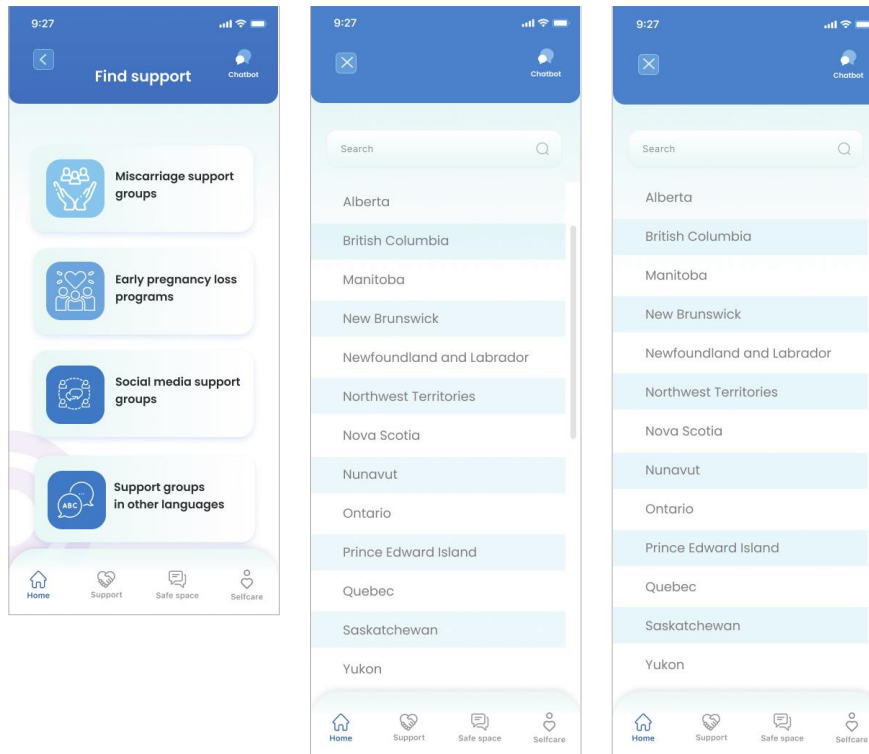 9:27
Find support
Chatbot
Miscarriage support
groups
Early pregnancy loss
programs
Social media support
groups
ABC
Support groups
in other languages
Home
Support
Safe space
Selfcare
9:27
Chatbot
Search
Alberta
British Columbia
Manitoba
New Brunswick
Newfoundland and Labrador
Northwest Territories
Nova Scotia
Nunavut
Ontario
Prince Edward Island
Quebec
Saskatchewan
Yukon
Home
Support
Safe space
Selfcare
9:27
Chatbot
Search
Alberta
British Columbia
Manitoba
New Brunswick
Newfoundland and Labrador
Northwest Territories
Nova Scotia
Nunavut
Ontario
Prince Edward Island
Quebec
Saskatchewan
Yukon
Home
Support
Safe space
Selfcare